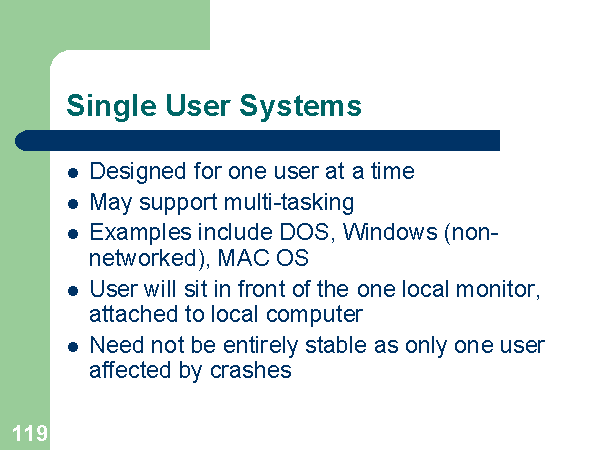 Single User Systems
Designed for one user at a time
May support multi-tasking
Examples include DOS, Windows (non-
networked), MAC OS
User will sit in front of the one local monitor,
attached to local computer
Need not be entirely stable as only one user
affected by crashes
119